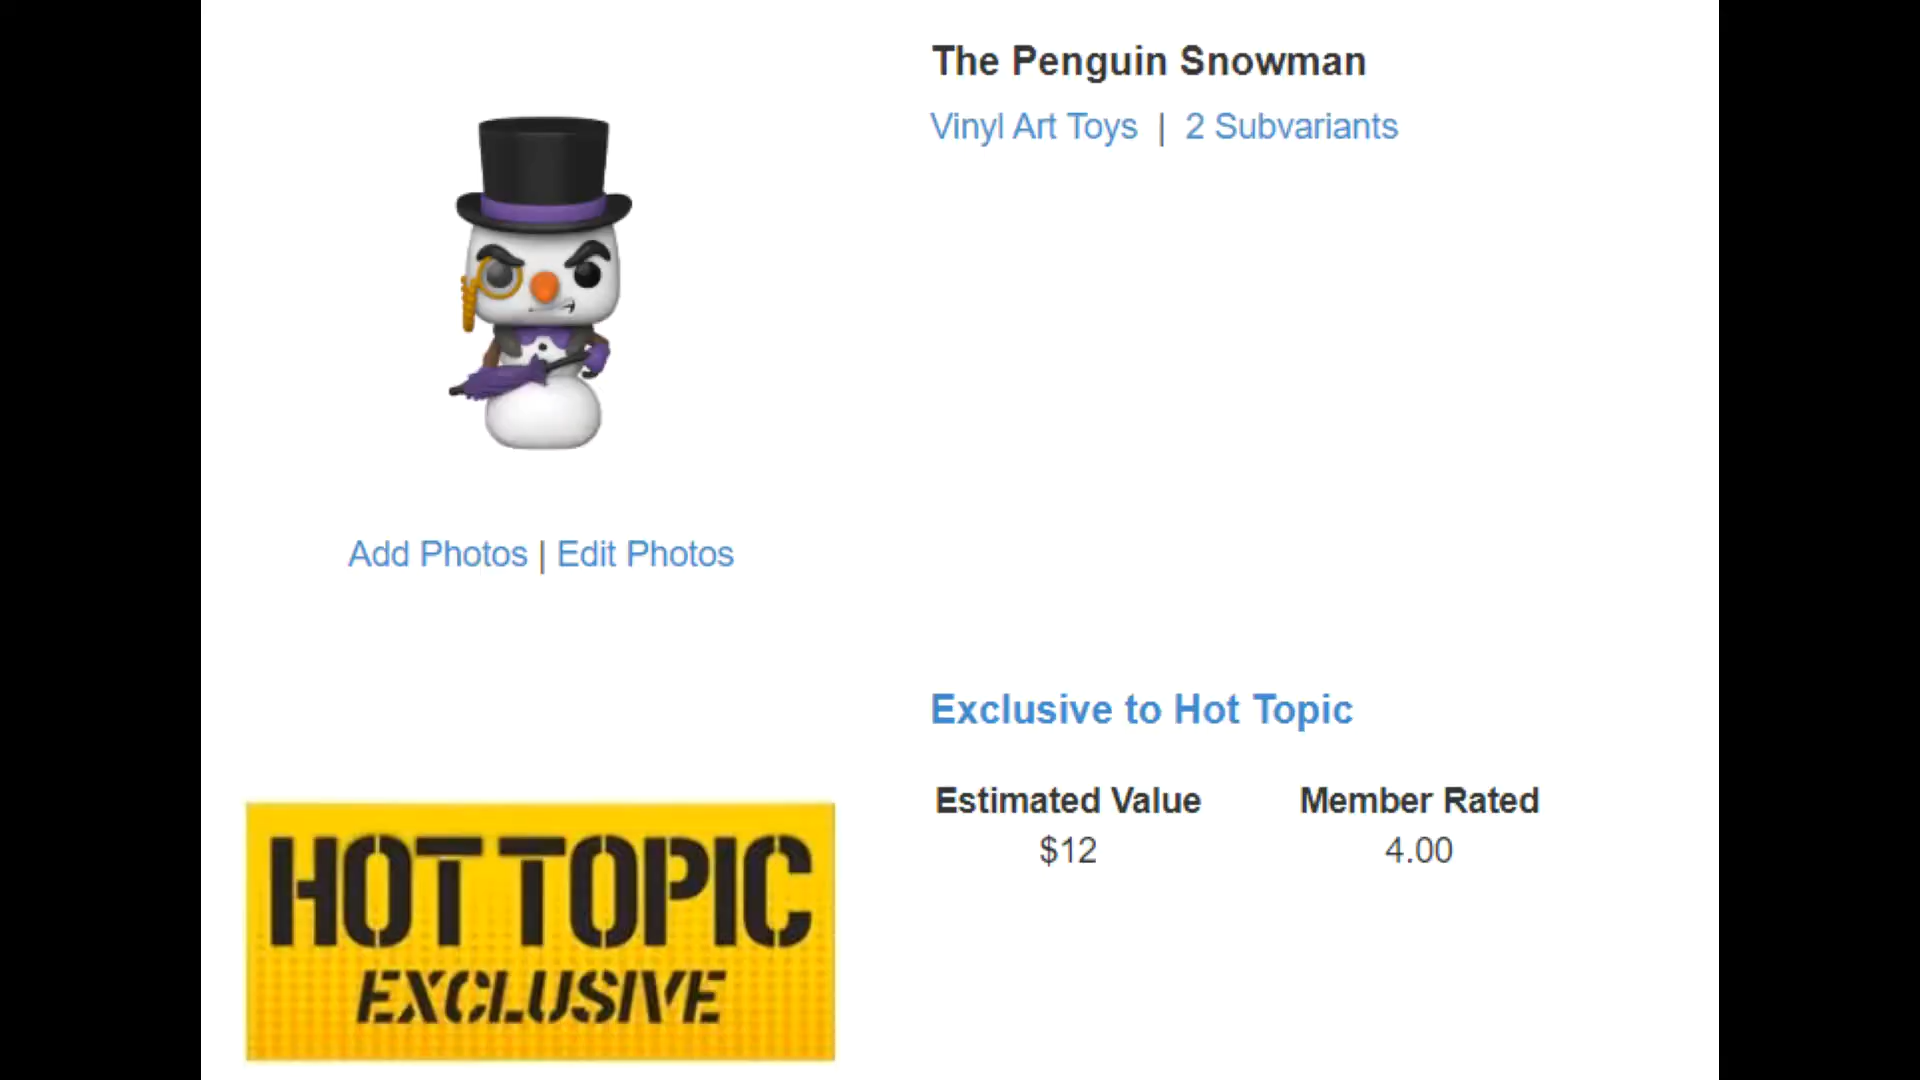 The Penguin Snowman
Vinyl Art Toys | 2 Subvariants
Add Photos | Edit Photos
Exclusive to Hot Topic
Estimated Value Member Rated
$12 4.00
HOT TOPIC
EXCLUSIVE